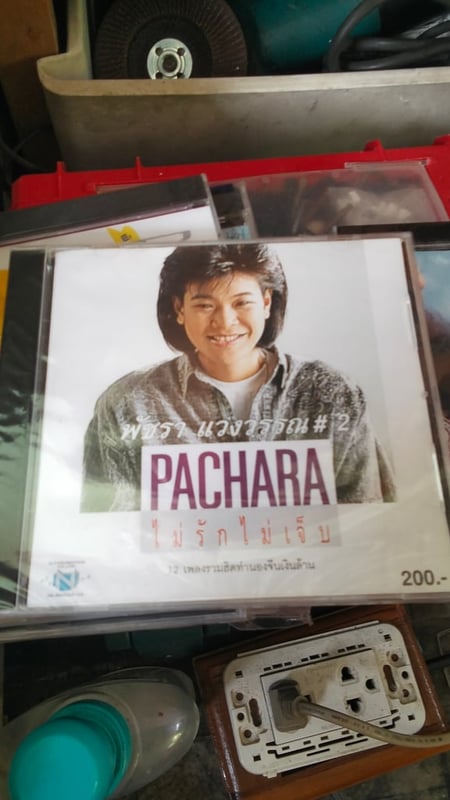 พัชรา แวงวรรณ # 2
PACHARA
ไม่รักไม่เจ็บ
12 เพลงรวมฮิตทำนองจีนเงินล้าน
200.-
N